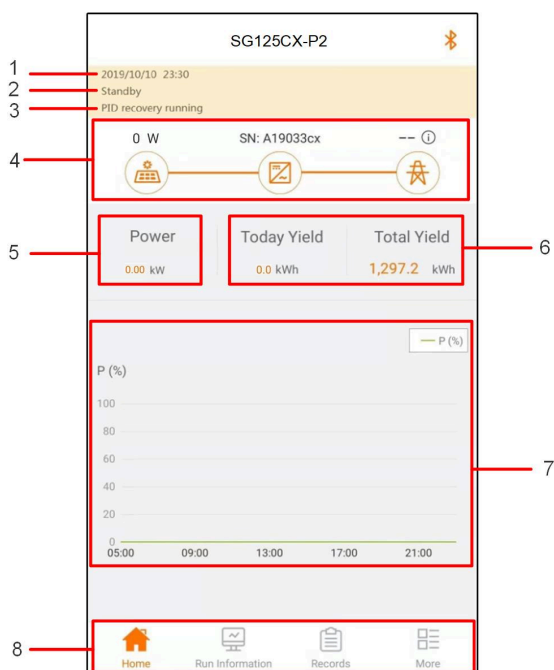 SG125CX-P2
1
2019/10/10 23:30
2
Standby
3
PID recovery running
4
0 W SN: A19033cx --
5
Power Today Yield Total Yield
6
0.00 kW 0.0 kWh 1,297.2 kWh
P (%)
P (%)
100
80
60
7
40
20
0
05:00 09:00 13:00 17:00 21:00
8
Home Run Information Records More